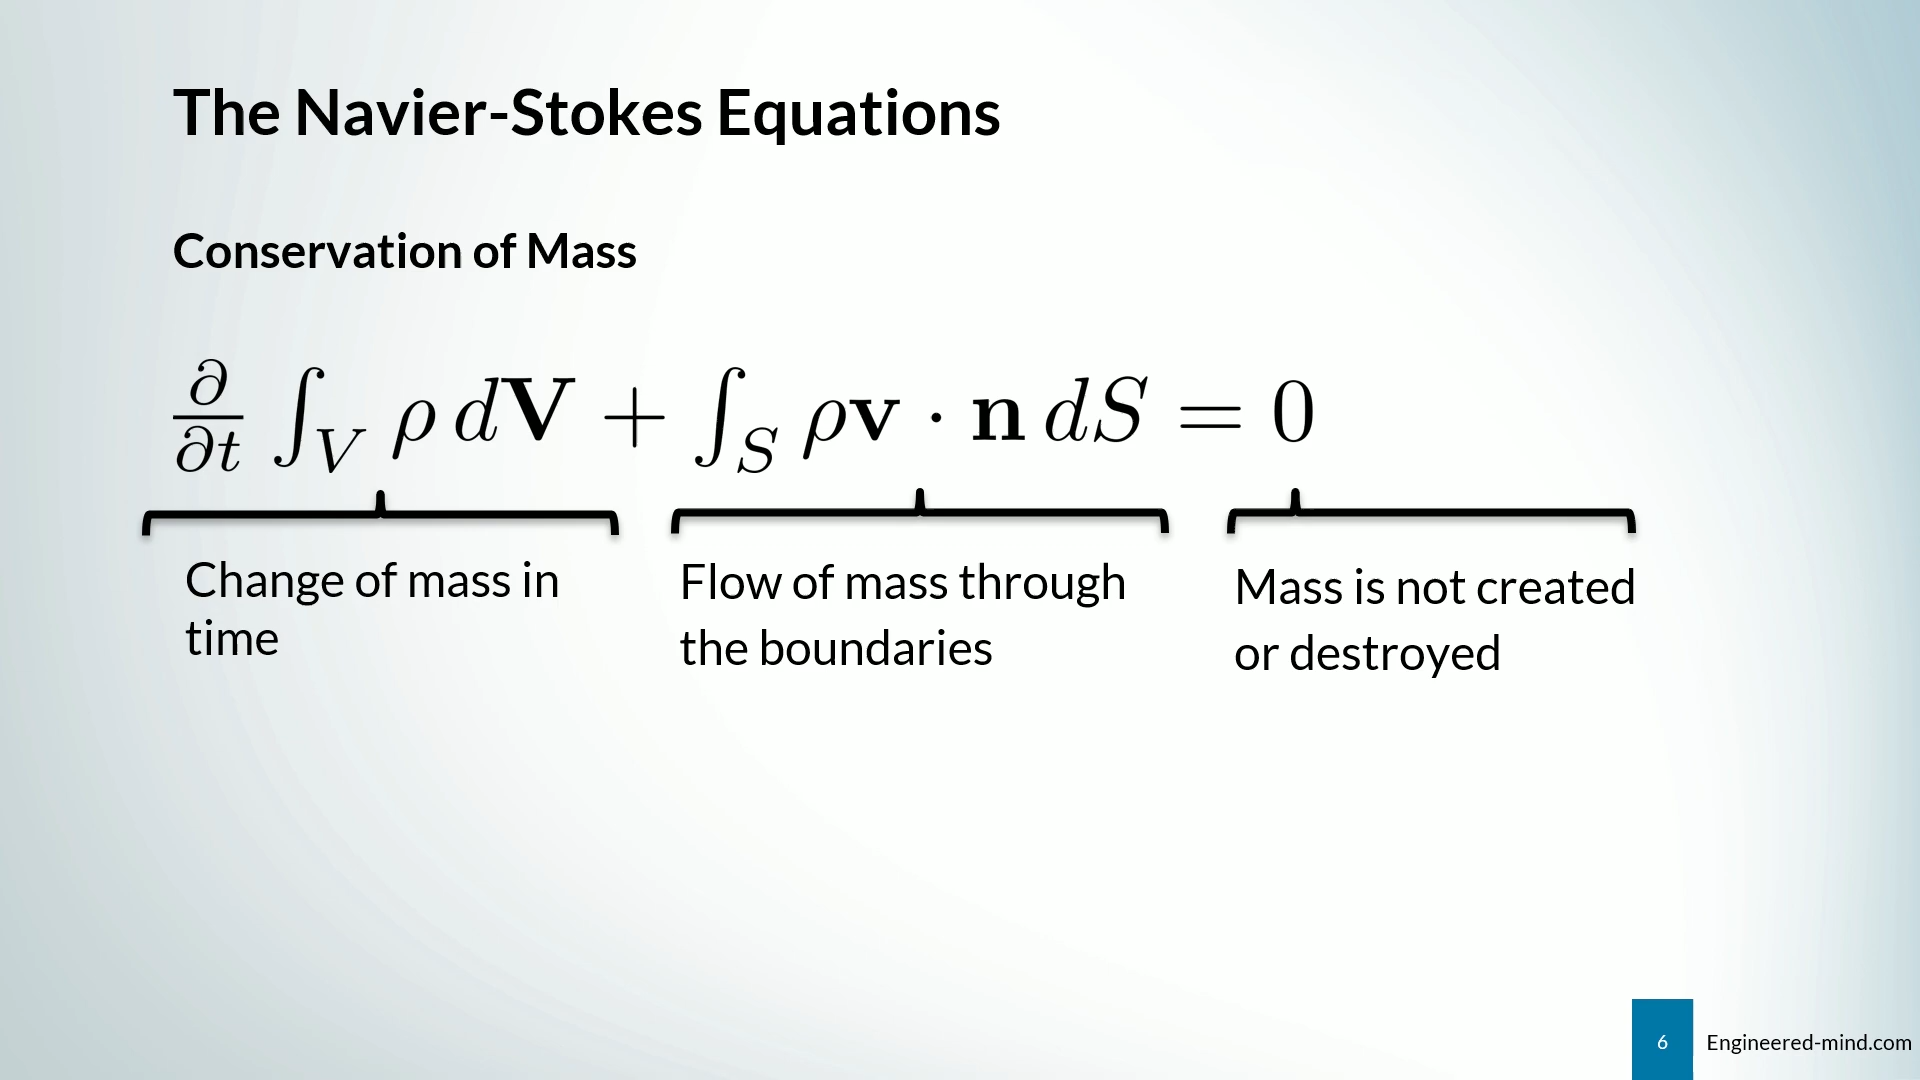 The Navier-Stokes Equations
Conservation of Mass
∂/∂t ∫_V ρ d𝐕 + ∫_S ρ𝐯 · 𝐧 dS = 0
Change of mass in
time
Flow of mass through
the boundaries
Mass is not created
or destroyed
6 Engineered-mind.com